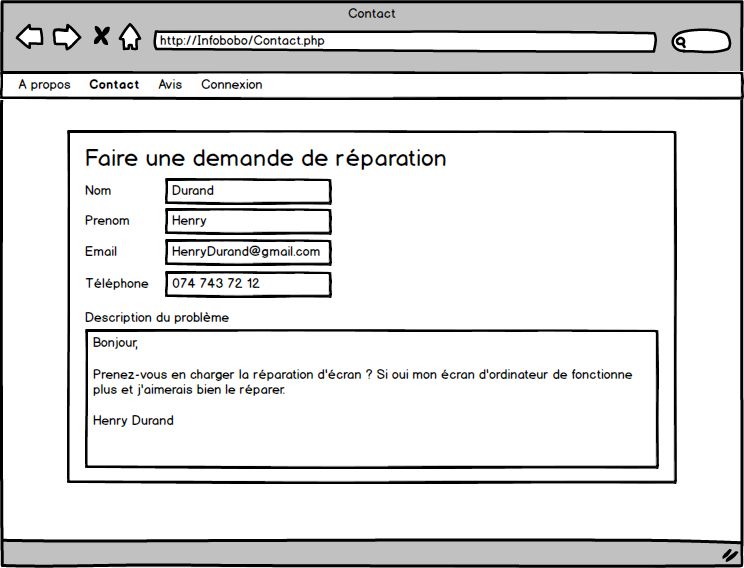 Contact
http://Infobobo/Contact.php
A propos Contact Avis Connexion
Faire une demande de réparation
Nom Durand
Prenom Henry
Email HenryDurand@gmail.com
Téléphone 074 743 72 12
Description du problème
Bonjour,
Prenez-vous en charger la réparation d'écran ? Si oui mon écran d'ordinateur de fonctionne
plus et j'aimerais bien le réparer.
Henry Durand